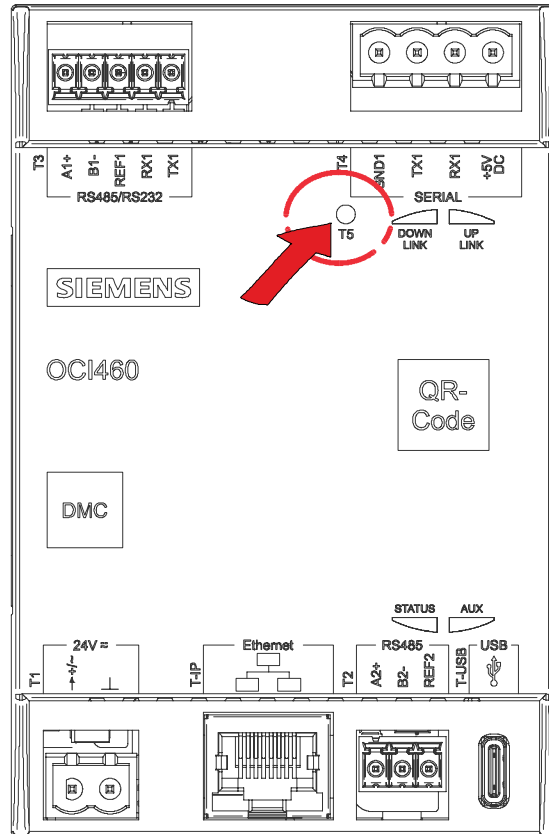 T3
A1+
B1-
REF1
RX1
TX1
RS485/RS232
T4
GND1
TX1
RX1
+5V
DC
SERIAL
T5
DOWN
LINK
UP
LINK
SIEMENS
OCI460
QR-
Code
DMC
STATUS
AUX
T1
24V ≂
+/~
T-IP
Ethernet
T2
RS485
A2+
B2-
REF2
T-USB
USB